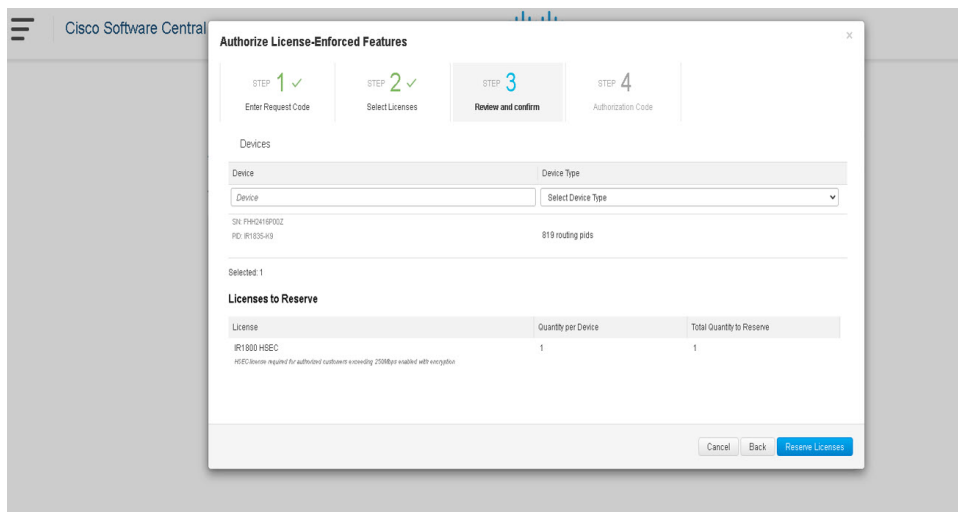 Cisco Software Central
Authorize License-Enforced Features
x
STEP 1 ✓
Enter Request Code
STEP 2 ✓
Select Licenses
STEP 3
Review and confirm
STEP 4
Authorization Code
Devices
Device Device Type
Device Select Device Type
SN: FHH2416P00Z
PID: IR1835-K9
819 routing pids
Selected: 1
Licenses to Reserve
License Quantity per Device Total Quantity to Reserve
IR1800 HSEC 1 1
HSEC license required for authorized customers exceeding 250Mbps enabled with encryption
Cancel Back Reserve Licenses